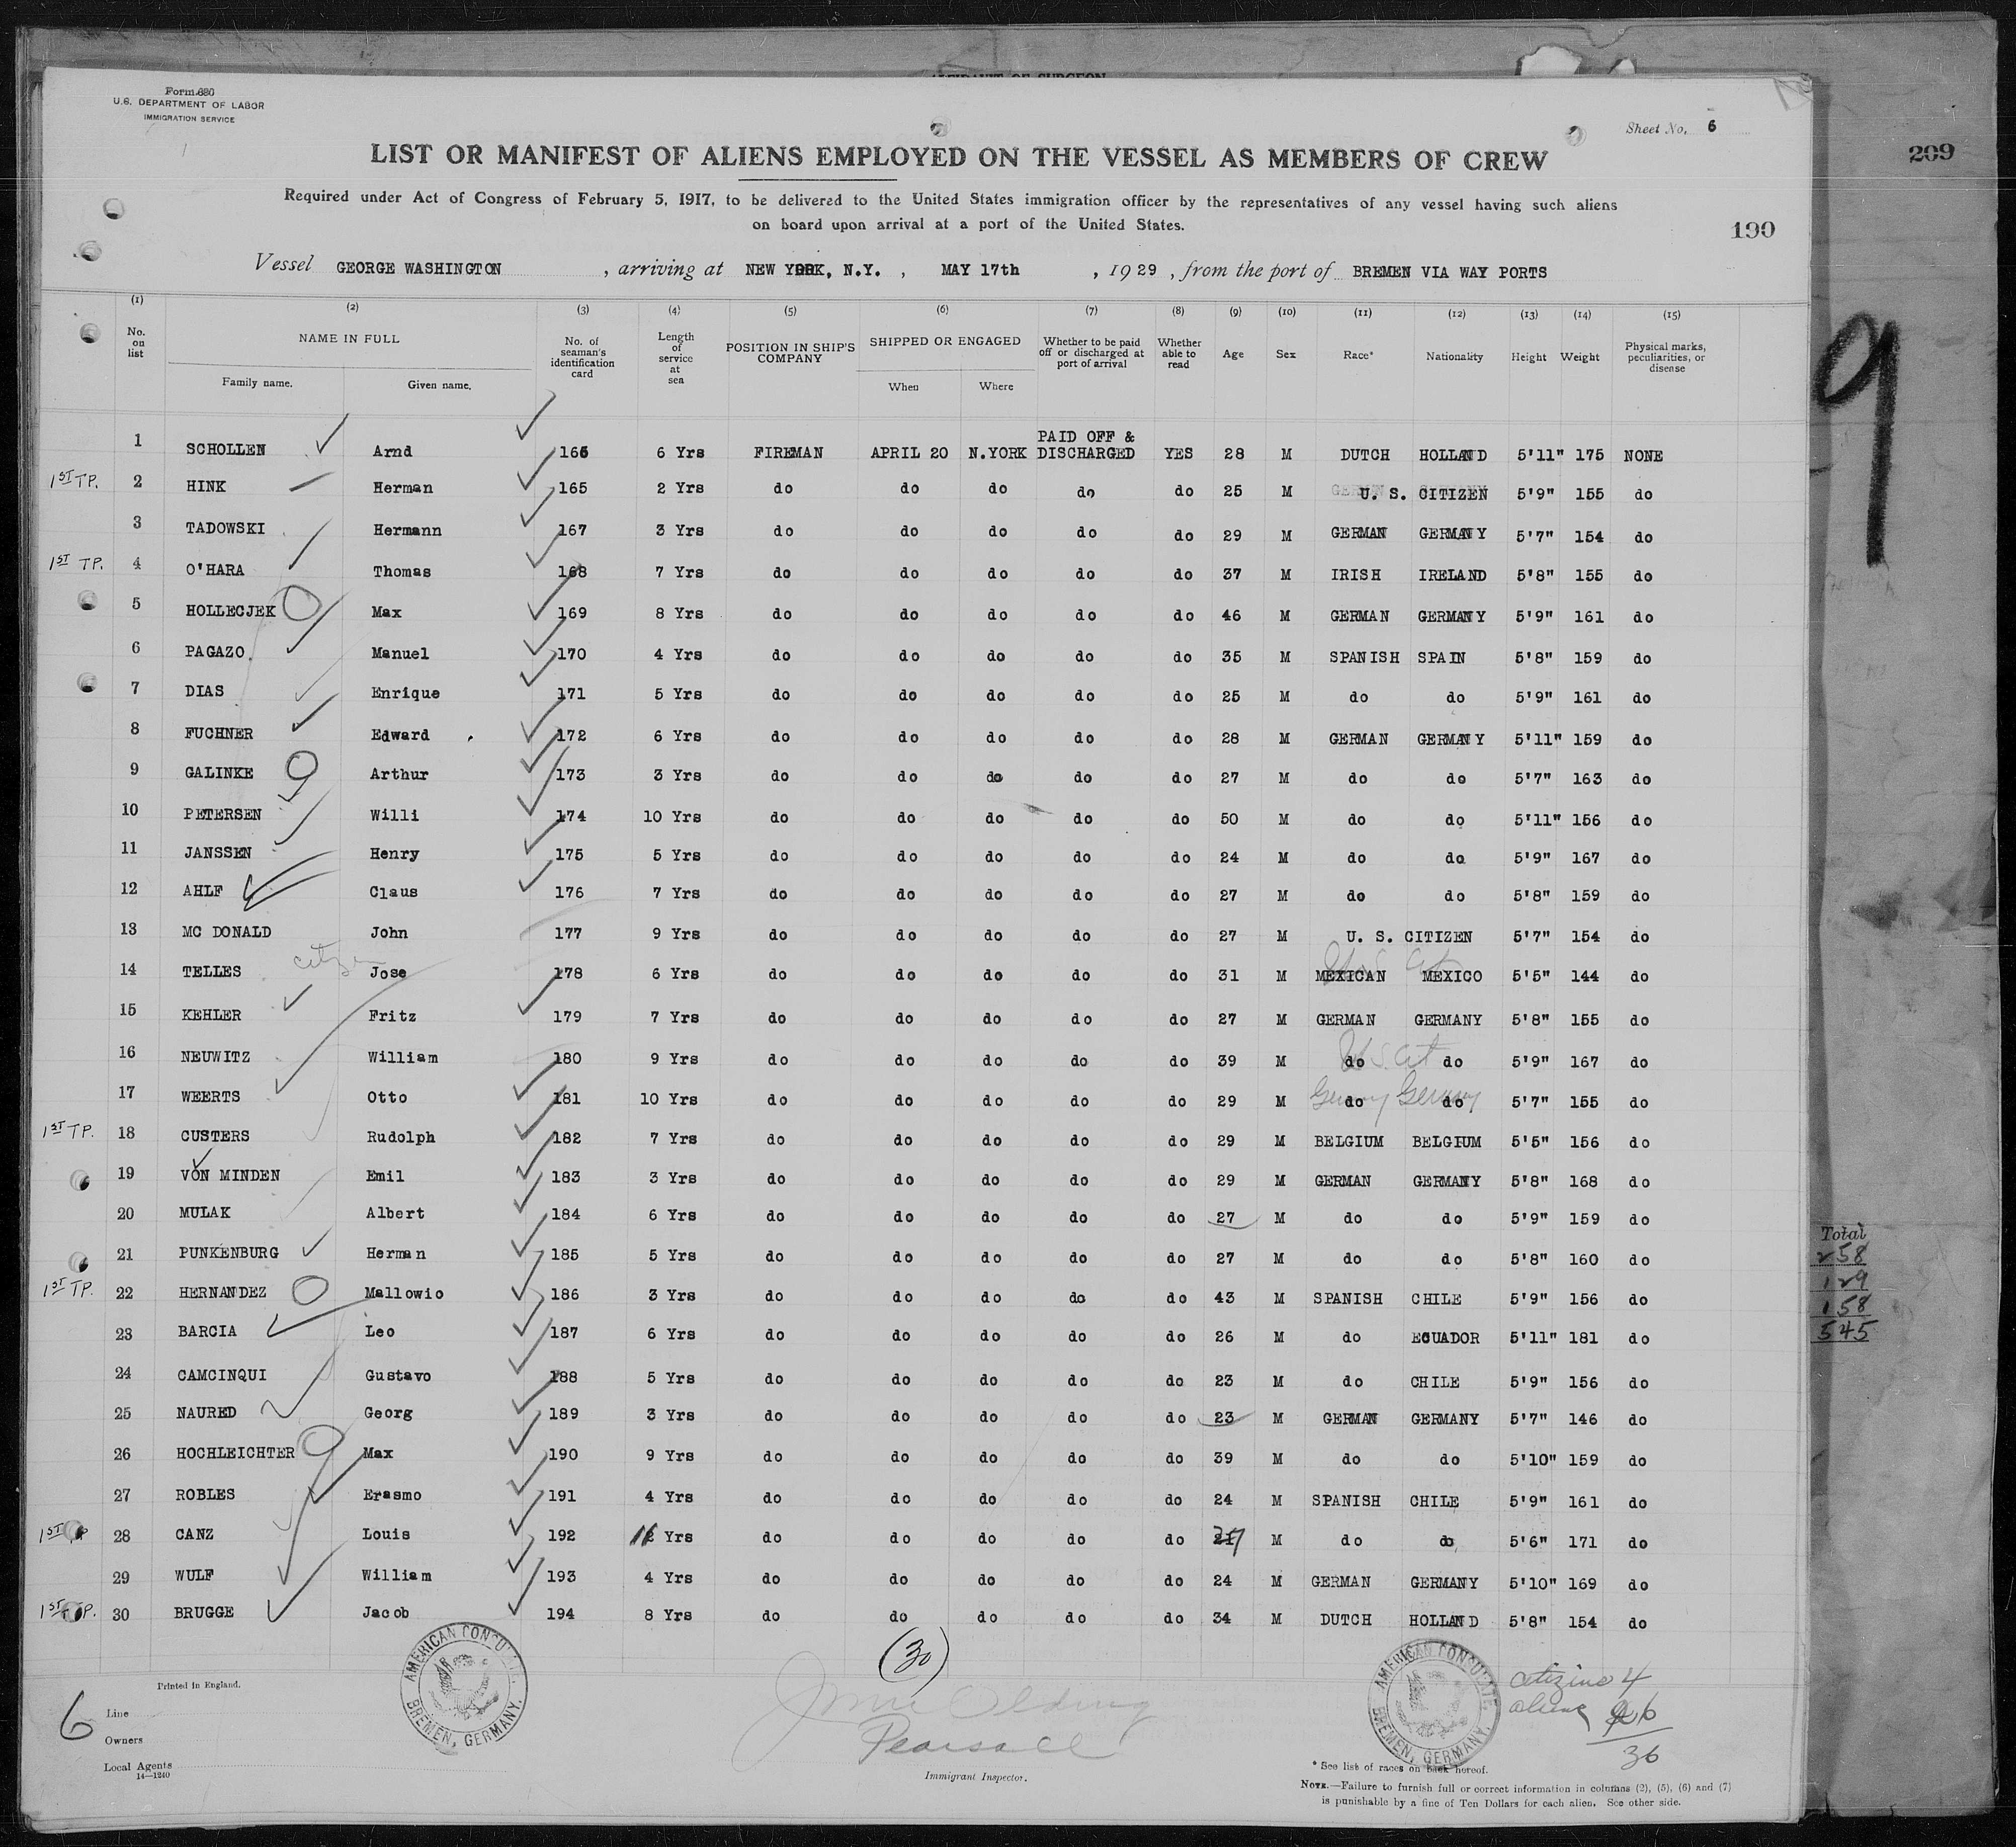 AFFIDAVIT OF SURGEON
Form 680
U.S. DEPARTMENT OF LABOR
IMMIGRATION SERVICE
Sheet No. 6
209
LIST OR MANIFEST OF ALIENS EMPLOYED ON THE VESSEL AS MEMBERS OF CREW
Required under Act of Congress of February 5, 1917, to be delivered to the United States immigration officer by the representatives of any vessel having such aliens
on board upon arrival at a port of the United States.
190
Vessel GEORGE WASHINGTON , arriving at NEW YORK, N.Y. , MAY 17th , 1929 , from the port of BREMEN VIA WAY PORTS
9
(1) (2) (3) (4) (5) (6) (7) (8) (9) (10) (11) (12) (13) (14) (15)
No. on list NAME IN FULL Family name. Given name. No. of seaman's identification card Length of service at sea POSITION IN SHIP'S COMPANY SHIPPED OR ENGAGED When Where Whether to be paid off or discharged at port of arrival Whether able to read Age Sex Race* Nationality Height Weight Physical marks, peculiarities, or disease
1 SCHOLLEN Arnd 166 6 Yrs FIREMAN APRIL 20 N.YORK PAID OFF & DISCHARGED YES 28 M DUTCH HOLLAND 5'11" 175 NONE
1ST TP. 2 HINK Herman 165 2 Yrs do do do do do 25 M U. S. CITIZEN 5'9" 155 do
3 TADOWSKI Hermann 167 3 Yrs do do do do do 29 M GERMAN GERMANY 5'7" 154 do
1ST TP. 4 O'HARA Thomas 168 7 Yrs do do do do do 37 M IRISH IRELAND 5'8" 155 do
5 HOLLECJEK Max 169 8 Yrs do do do do do 46 M GERMAN GERMANY 5'9" 161 do
6 PAGAZO. Manuel 170 4 Yrs do do do do do 35 M SPANISH SPAIN 5'8" 159 do
7 DIAS Enrique 171 5 Yrs do do do do do 25 M do do 5'9" 161 do
8 FUCHNER Edward 172 6 Yrs do do do do do 28 M GERMAN GERMANY 5'11" 159 do
9 GALINKE Arthur 173 3 Yrs do do do do do 27 M do do 5'7" 163 do
10 PETERSEN Willi 174 10 Yrs do do do do do 50 M do do 5'11" 156 do
11 JANSSEN Henry 175 5 Yrs do do do do do 24 M do do 5'9" 167 do
12 AHLF Claus 176 7 Yrs do do do do do 27 M do do 5'8" 159 do
13 MC DONALD John 177 9 Yrs do do do do do 27 M U. S. CITIZEN 5'7" 154 do
citizen
14 TELLES Jose 178 6 Yrs do do do do do 31 M MEXICAN MEXICO 5'5" 144 do
15 KEHLER Fritz 179 7 Yrs do do do do do 27 M GERMAN GERMANY 5'8" 155 do
U.S. Cit
16 NEUWITZ William 180 9 Yrs do do do do do 39 M do do 5'9" 167 do
Germany Germany
17 WEERTS Otto 181 10 Yrs do do do do do 29 M do do 5'7" 155 do
1ST TP. 18 CUSTERS Rudolph 182 7 Yrs do do do do do 29 M BELGIUM BELGIUM 5'5" 156 do
19 VON MINDEN Emil 183 3 Yrs do do do do do 29 M GERMAN GERMANY 5'8" 168 do
20 MULAK Albert 184 6 Yrs do do do do do 27 M do do 5'9" 159 do
21 PUNKENBURG Herman 185 5 Yrs do do do do do 27 M do do 5'8" 160 do
1ST TP. 22 HERNANDEZ Mallowio 186 3 Yrs do do do do do 43 M SPANISH CHILE 5'9" 156 do
23 BARCIA Leo 187 6 Yrs do do do do do 26 M do ECUADOR 5'11" 181 do
24 CAMCINQUI Gustavo 188 5 Yrs do do do do do 23 M do CHILE 5'9" 156 do
25 NAURED Georg 189 3 Yrs do do do do do 23 M GERMAN GERMANY 5'7" 146 do
26 HOCHLEICHTER Max 190 9 Yrs do do do do do 39 M do do 5'10" 159 do
27 ROBLES Erasmo 191 4 Yrs do do do do do 24 M SPANISH CHILE 5'9" 161 do
1ST 28 CANZ Louis 192 Yrs do do do do do M do do 5'6" 171 do
29 WULF William 193 4 Yrs do do do do do 24 M GERMAN GERMANY 5'10" 169 do
1ST TP. 30 BRUGGE Jacob 194 8 Yrs do do do do do 34 M DUTCH HOLLAND 5'8" 154 do
Total
258
129
158
545
(30)
AMERICAN CONSULATE. BREMEN, GERMANY.
AMERICAN CONSULATE BREMEN, GERMANY.
citizens 4
aliens 26
36
Printed in England.
6
Line
Owners
Local Agents
14—1240
Pearsall
Immigrant Inspector.
* See list of races on back hereof.
NOTE.—Failure to furnish full or correct information in columns (2), (5), (6) and (7)
is punishable by a fine of Ten Dollars for each alien. See other side.